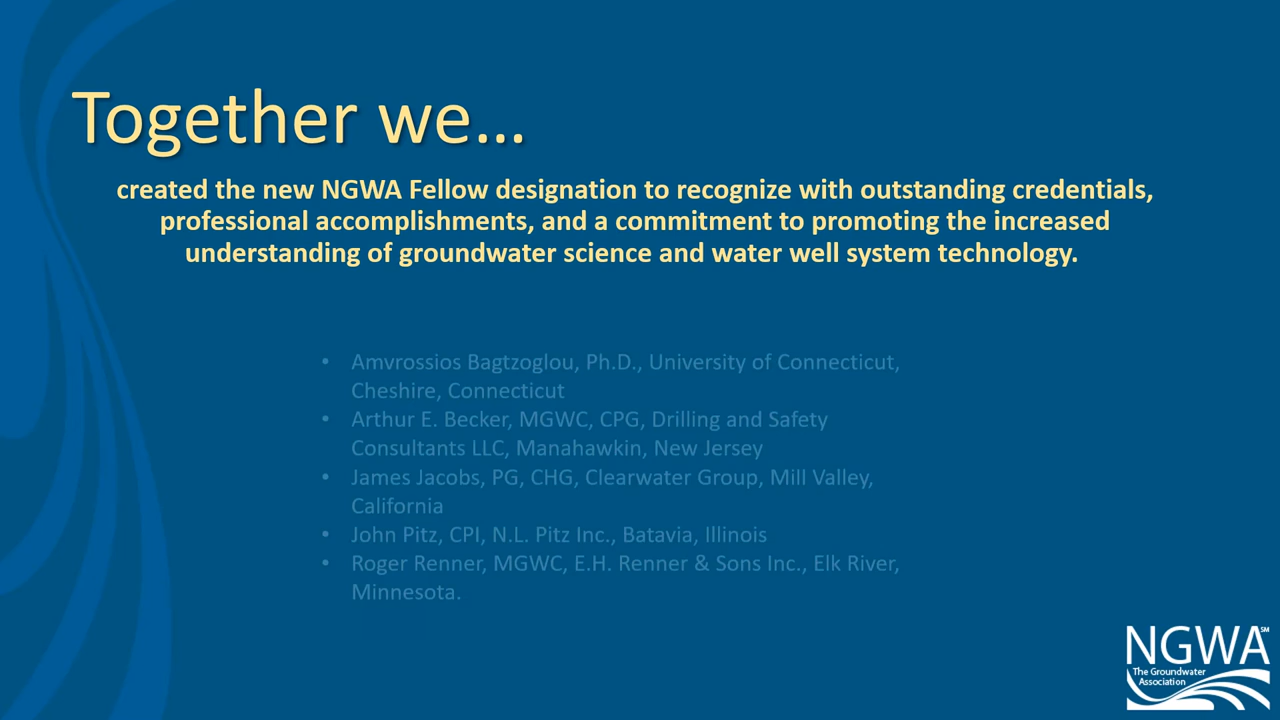 Together we...
created the new NGWA Fellow designation to recognize with outstanding credentials,
professional accomplishments, and a commitment to promoting the increased
understanding of groundwater science and water well system technology.
• Amvrossios Bagtzoglou, Ph.D., University of Connecticut,
Cheshire, Connecticut
• Arthur E. Becker, MGWC, CPG, Drilling and Safety
Consultants LLC, Manahawkin, New Jersey
• James Jacobs, PG, CHG, Clearwater Group, Mill Valley,
California
• John Pitz, CPI, N.L. Pitz Inc., Batavia, Illinois
• Roger Renner, MGWC, E.H. Renner & Sons Inc., Elk River,
Minnesota.
NGWA℠
The Groundwater
Association